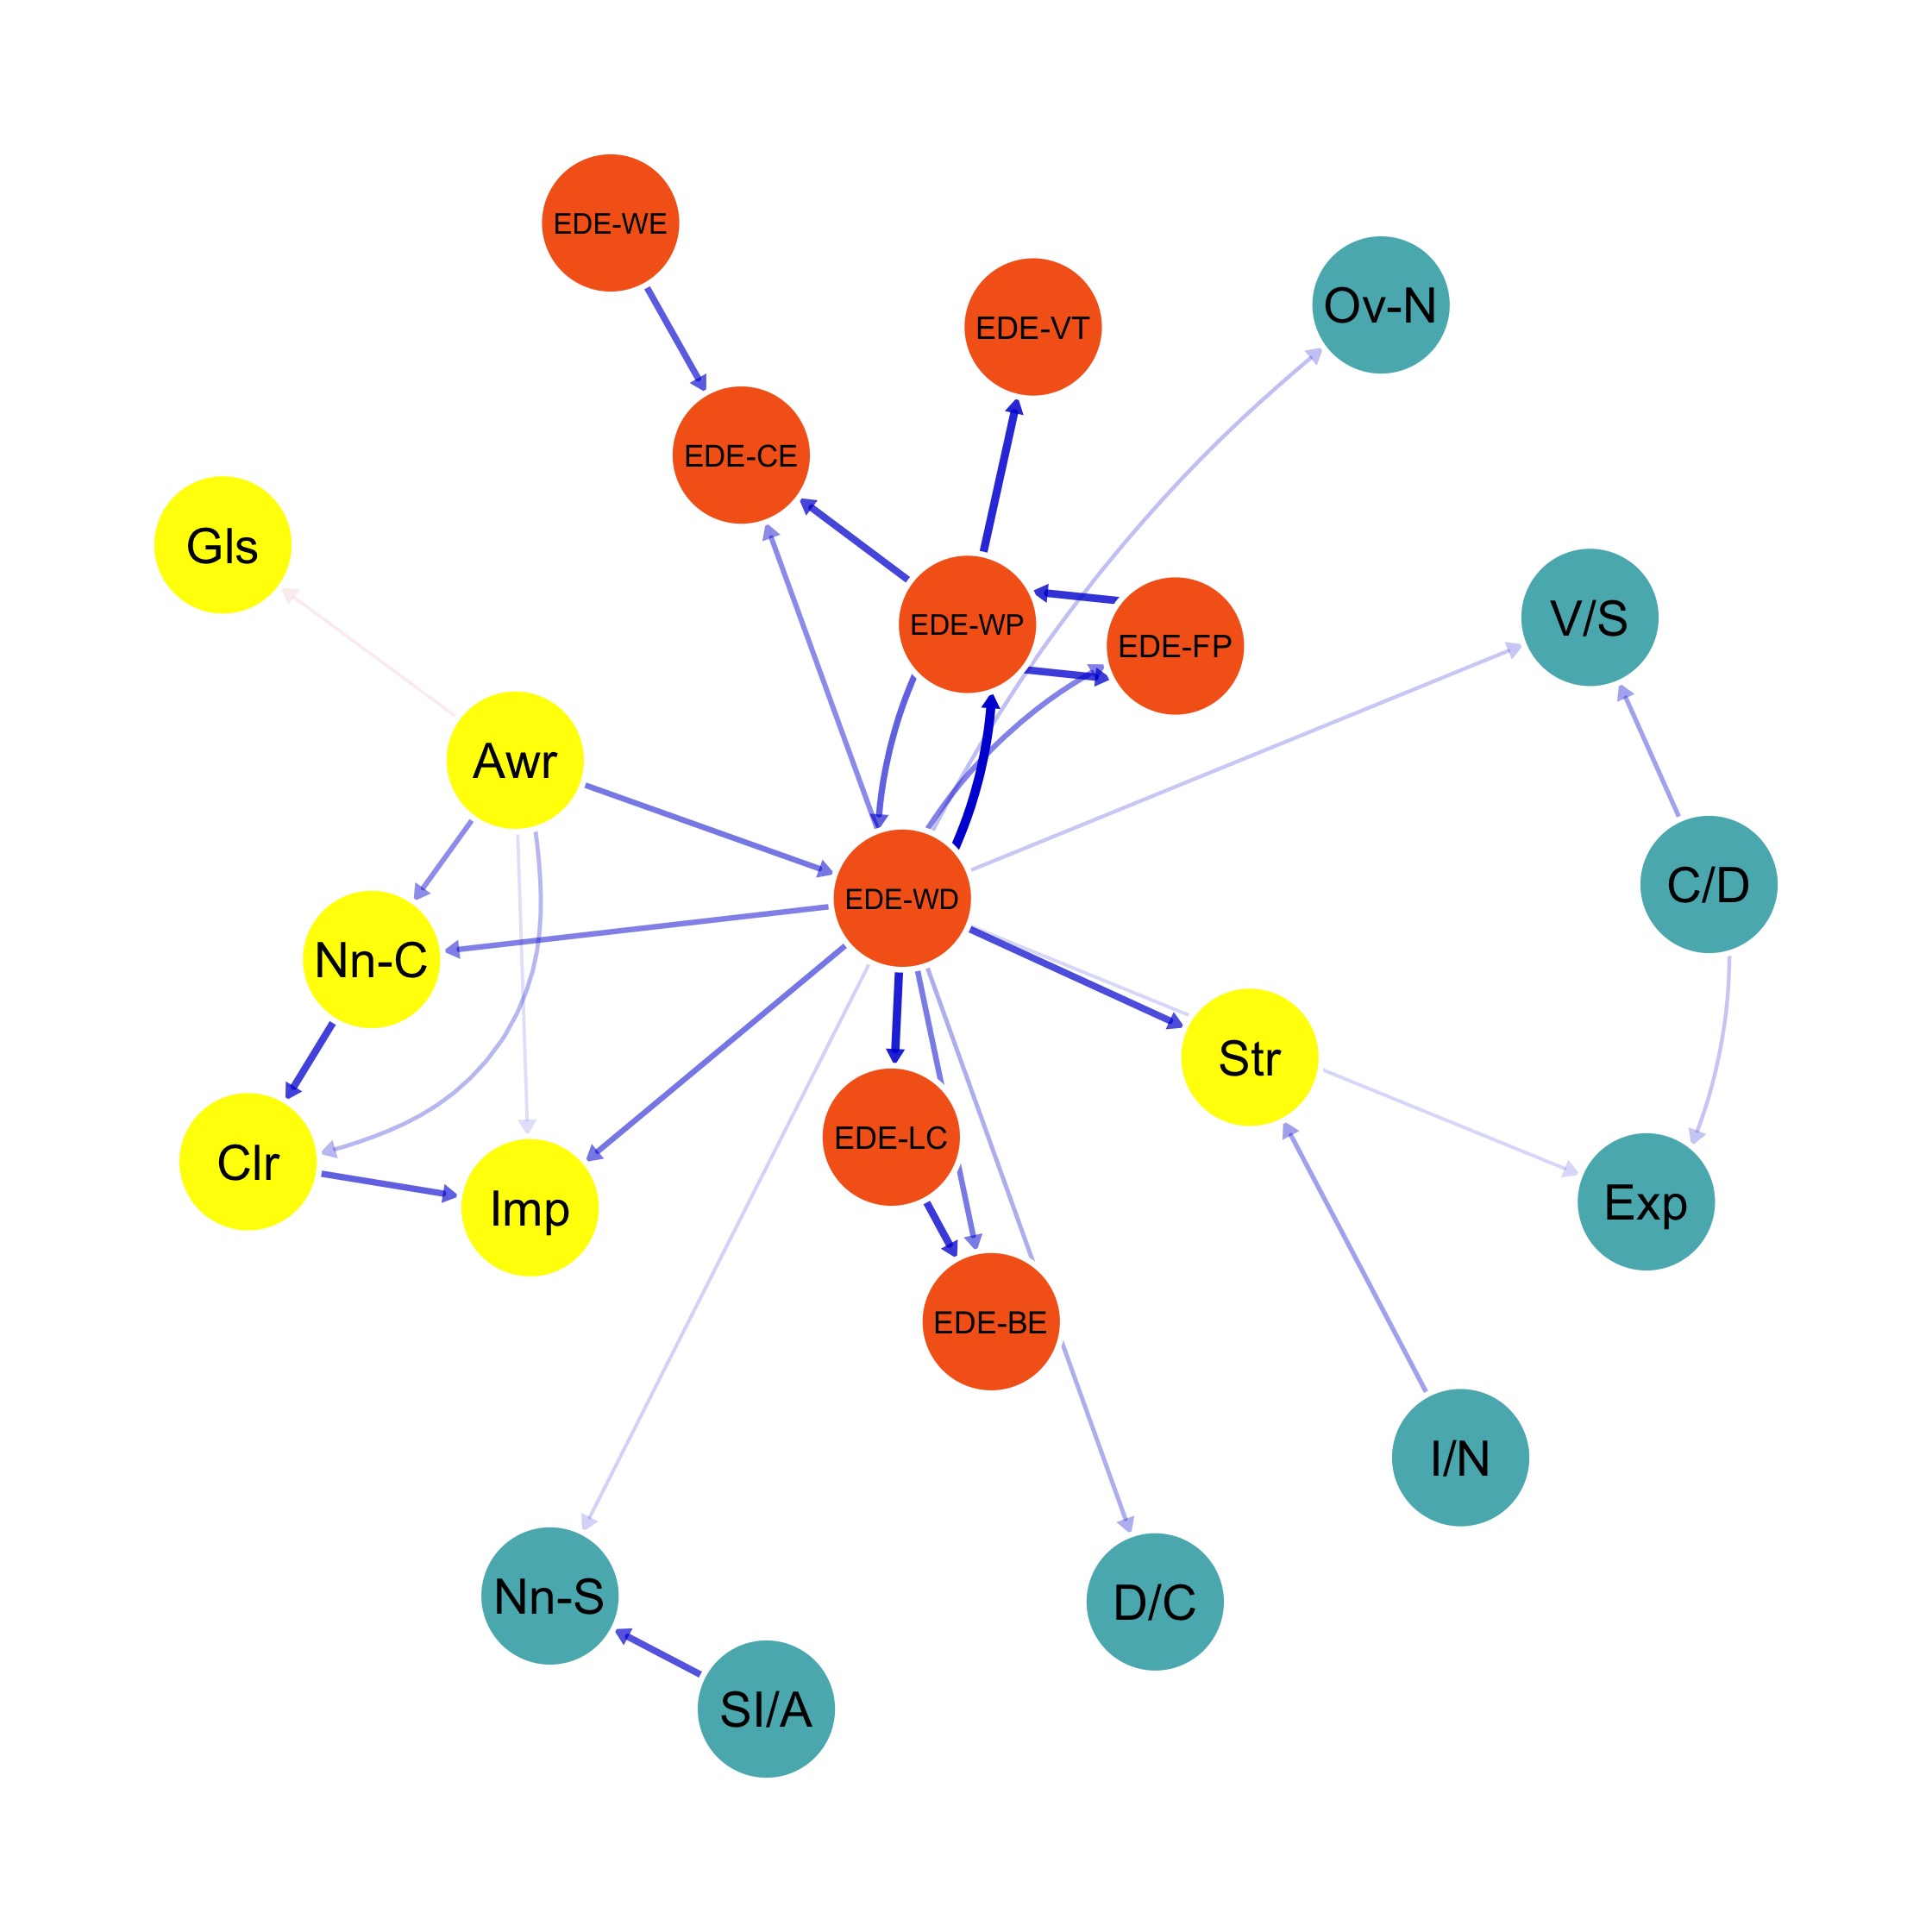 EDE-WE
Ov-N
EDE-VT
EDE-CE
Gls
V/S
EDE-WP
EDE-FP
Awr
C/D
EDE-WD
Nn-C
Str
EDE-LC
Clr
Exp
Imp
EDE-BE
I/N
Nn-S
D/C
SI/A